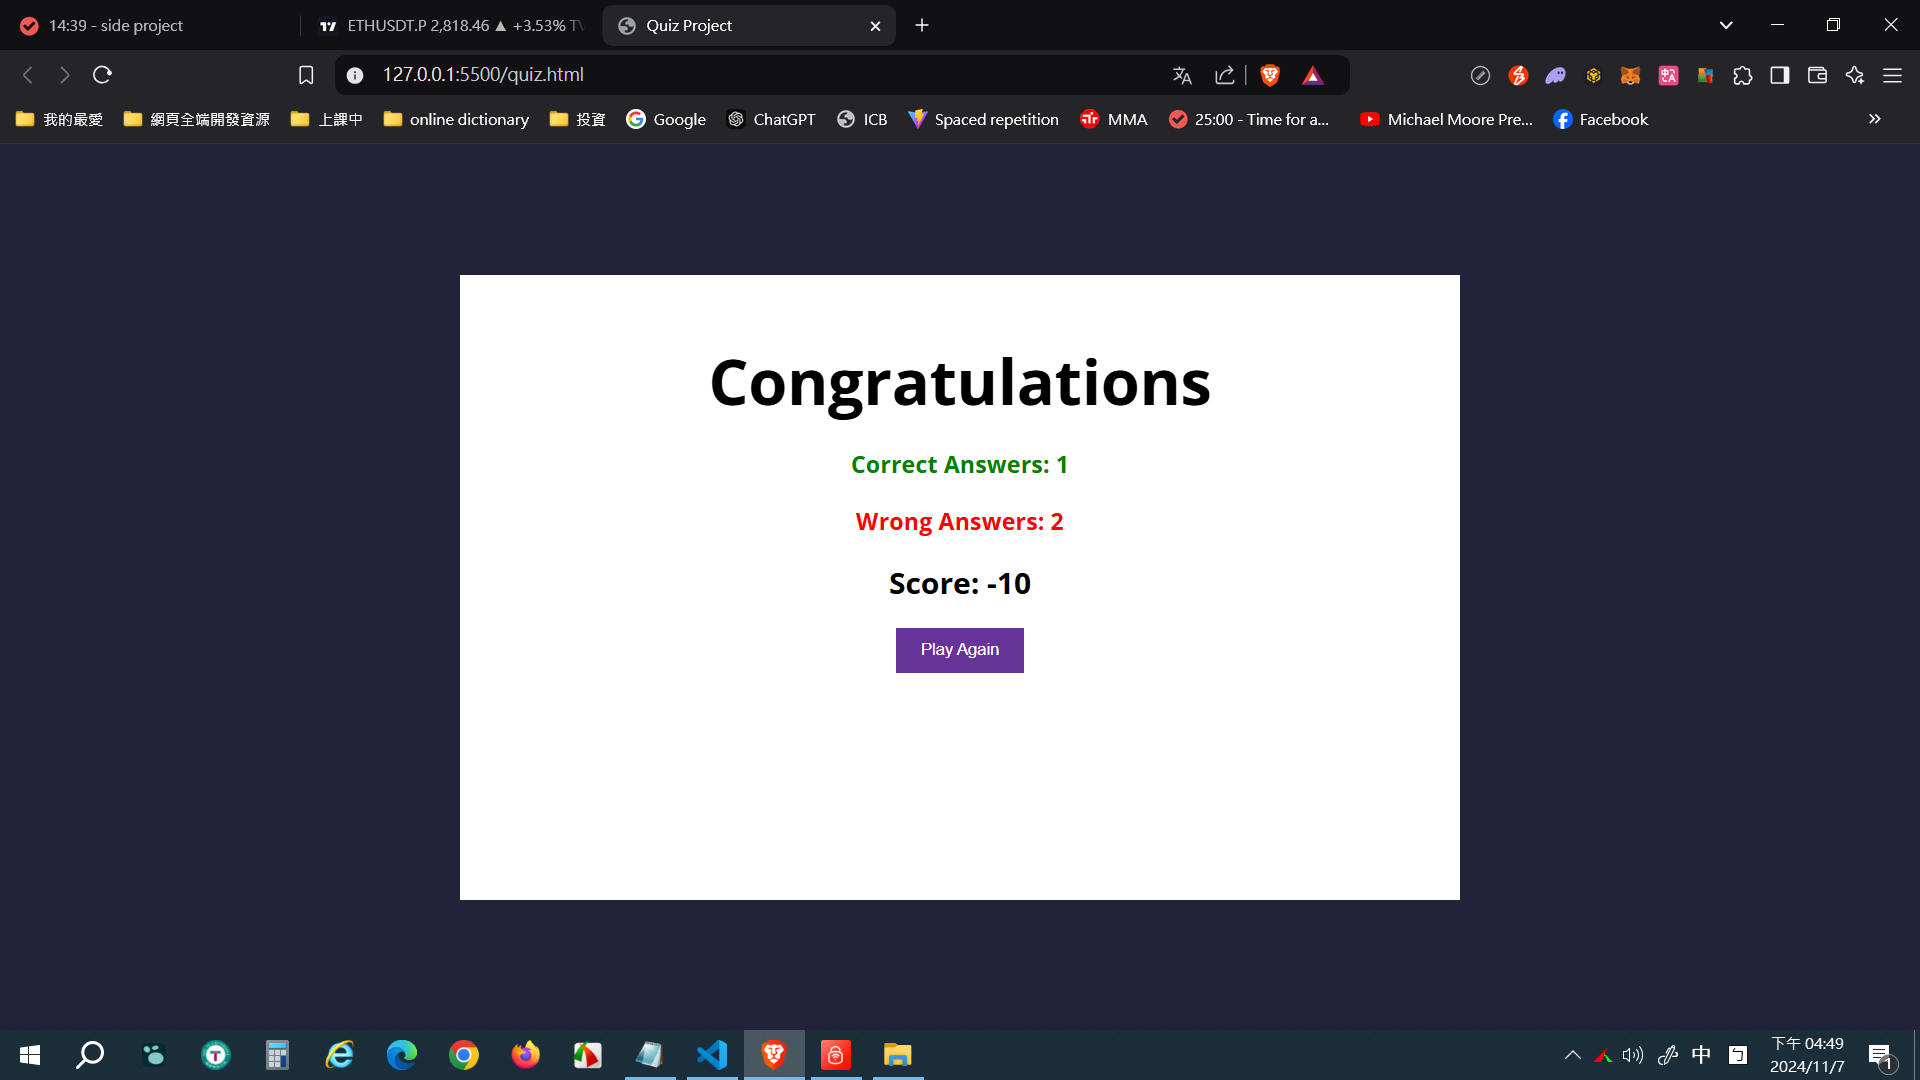 14:39 - side project
ETHUSDT.P 2,818.46 ▲ +3.53%
Quiz Project
127.0.0.1:5500/quiz.html
我的最愛
網頁全端開發資源
上課中
online dictionary
投資
Google
ChatGPT
ICB
Spaced repetition
MMA
25:00 - Time for a...
Michael Moore Pre...
Facebook
Congratulations
Correct Answers: 1
Wrong Answers: 2
Score: -10
Play Again
中
下午 04:49
2024/11/7
1